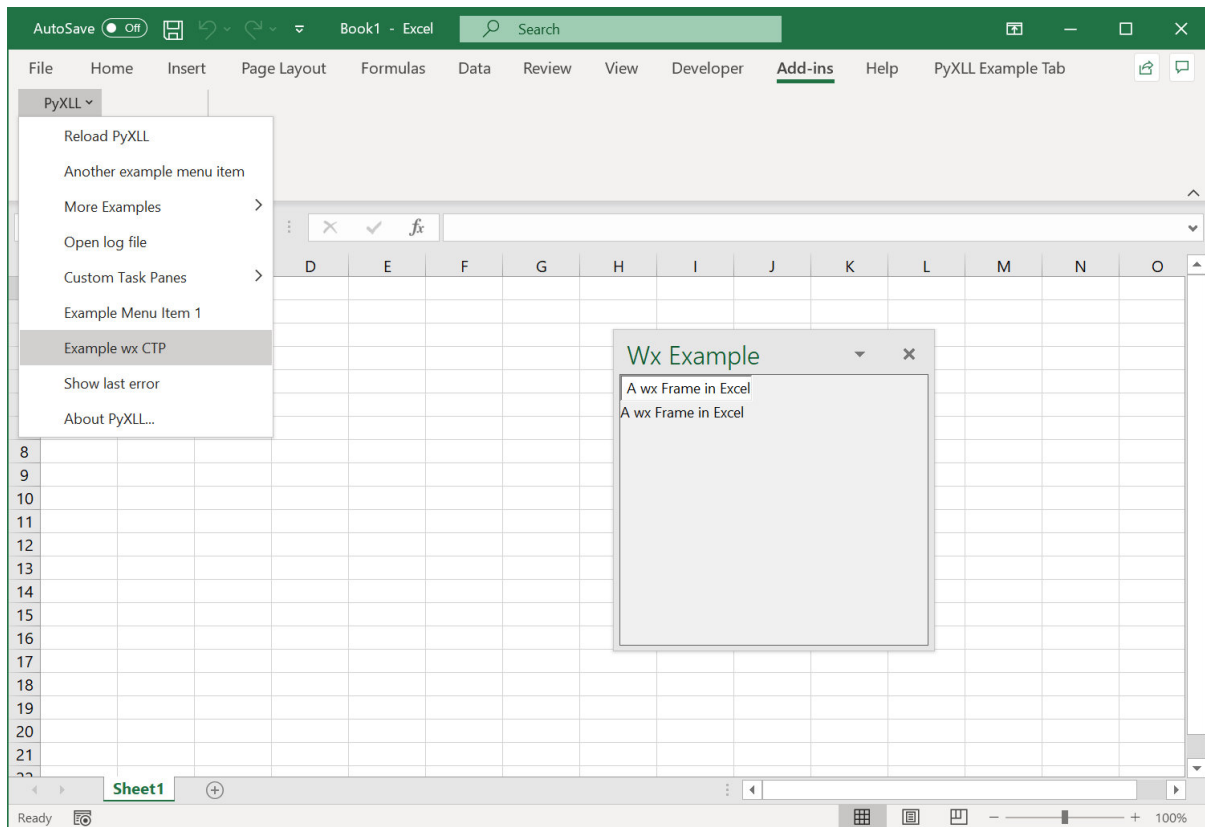 AutoSave Off Book1 - Excel Search
File Home Insert Page Layout Formulas Data Review View Developer Add-ins Help PyXLL Example Tab
PyXLL
Reload PyXLL
Another example menu item
More Examples
Open log file
Custom Task Panes
Example Menu Item 1
Example wx CTP
Show last error
About PyXLL...
fx
D E F G H I J K L M N O
Wx Example
A wx Frame in Excel
A wx Frame in Excel
8
9
10
11
12
13
14
15
16
17
18
19
20
21
Sheet1
Ready 100%